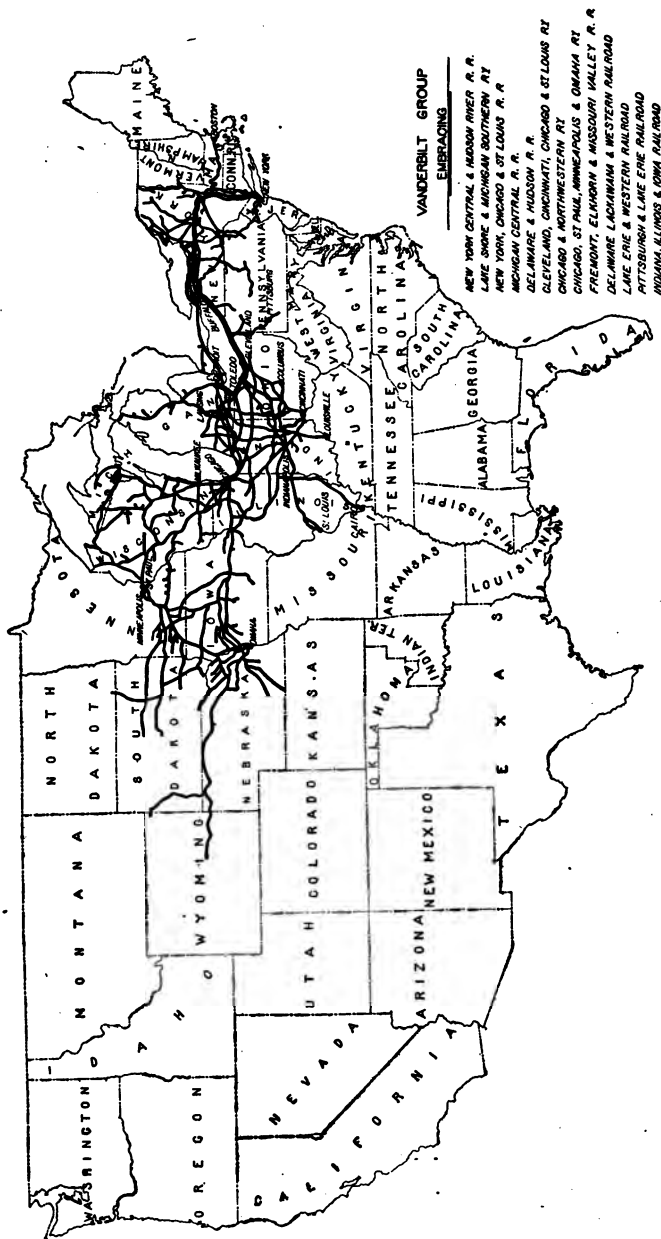 WASHINGTON
OREGON
CALIFORNIA
NEVADA
IDAHO
MONTANA
WYOMING
UTAH
COLORADO
ARIZONA
NEW MEXICO
NORTH
DAKOTA
SOUTH
DAKOTA
NEBRASKA
KANSAS
OKLAHOMA
INDIAN TER.
TEXAS
MINNESOTA
MINNEAPOLIS
ST PAUL
IOWA
OMAHA
MISSOURI
ST. LOUIS
CAIRO
ARKANSAS
LOUISIANA
WISCONSIN
MILWAUKEE
CHICAGO
LANSING
DETROIT
TOLEDO
CLEVELAND
COLUMBUS
CINCINNATI
INDIANAPOLIS
LOUISVILLE
OHIO
KENTUCKY
TENNESSEE
MISSISSIPPI
ALABAMA
GEORGIA
FLORIDA
SOUTH
CAROLINA
NORTH
CAROLINA
VIRGINIA
WEST
VIRGINIA
PENNSYLVANIA
PITTSBURG
BUFFALO
NEW YORK
CONN.
BOSTON
VERMONT
HAMPSHIRE
MAINE
VANDERBILT GROUP
EMBRACING
NEW YORK CENTRAL & HUDSON RIVER R. R.
LAKE SHORE & MICHIGAN SOUTHERN RY
NEW YORK, CHICAGO & ST LOUIS R. R
MICHIGAN CENTRAL R. R.
DELAWARE & HUDSON R. R.
CLEVELAND, CINCINNATI, CHICAGO & ST LOUIS RY
CHICAGO & NORTHWESTERN RY
CHICAGO, ST PAUL, MINNEAPOLIS & OMAHA RY
FREMONT, ELKHORN & MISSOURI VALLEY R. R
DELAWARE LACKAWANA & WESTERN RAILROAD
LAKE ERIE & WESTERN RAILROAD
PITTSBURGH & LAKE ERIE RAILROAD
INDIANA, ILLINOIS & IOWA RAILROAD